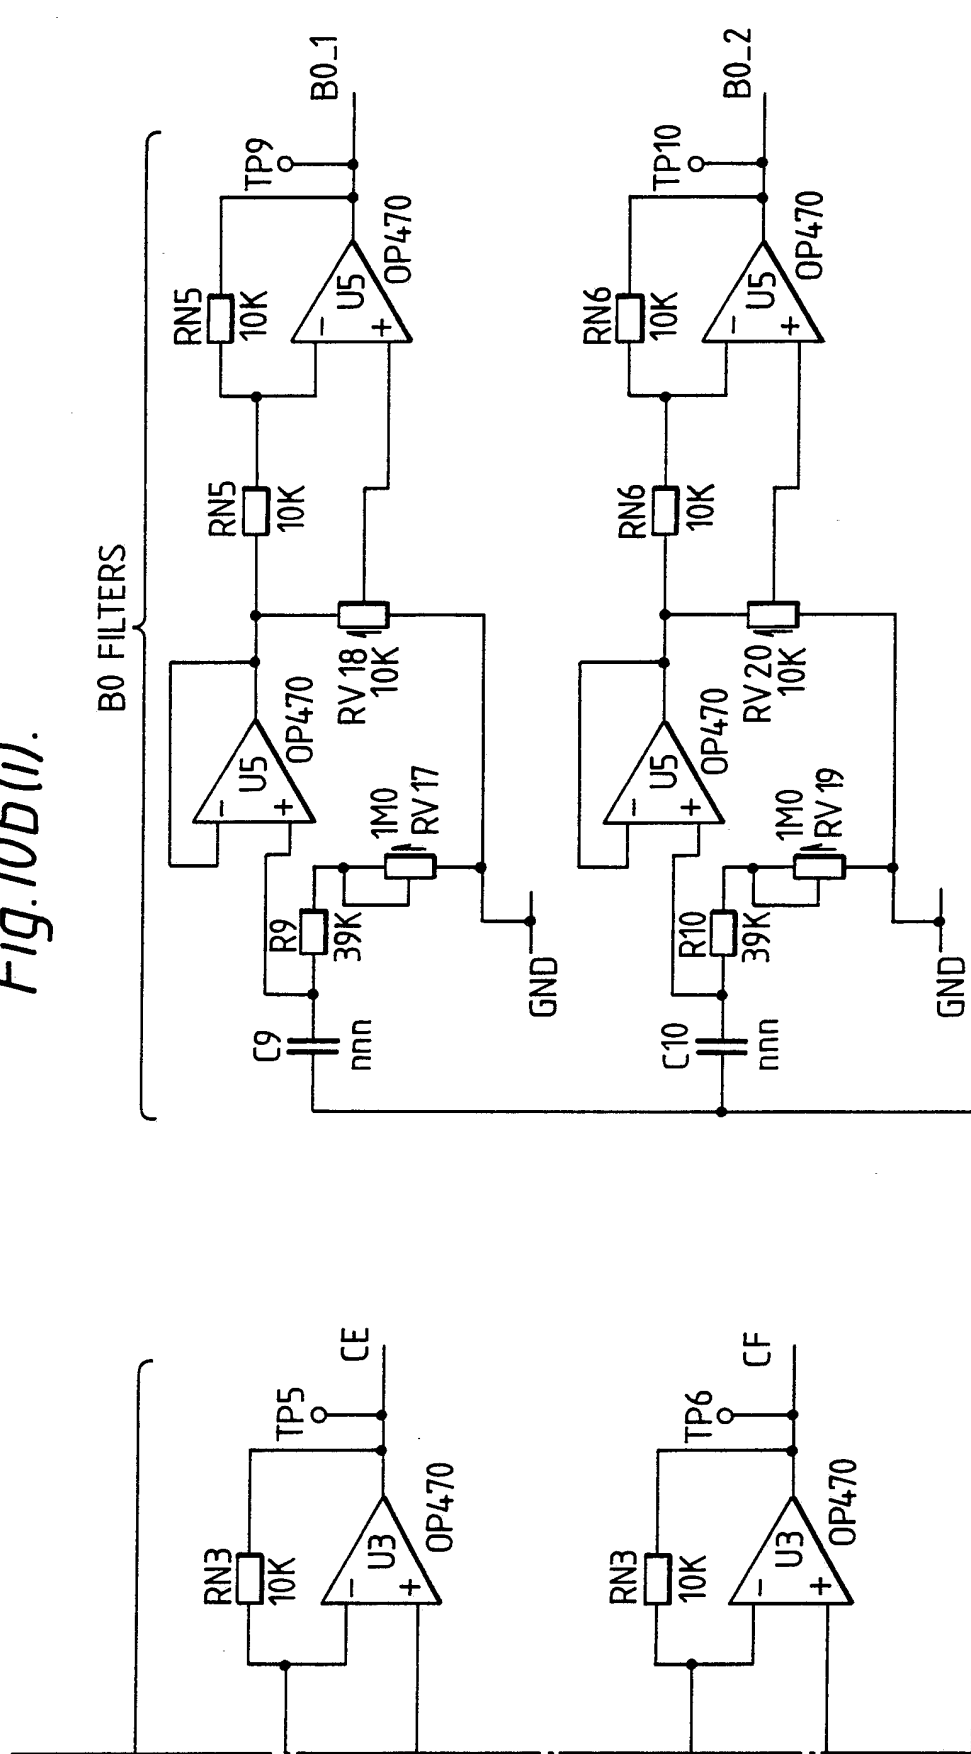 Fig.10b(i).
B0 FILTERS
C9
nnn
R9
39K
1M0
RV17
GND
U5
-
+
OP470
RV18
10K
RN5
10K
RN5
10K
U5
-
+
OP470
TP9
B0_1
C10
nnn
R10
39K
1M0
RV19
GND
U5
-
+
OP470
RV20
10K
RN6
10K
RN6
10K
U5
-
+
OP470
TP10
B0_2
RN3
10K
U3
-
+
OP470
TP5
CE
RN3
10K
U3
-
+
OP470
TP6
CF